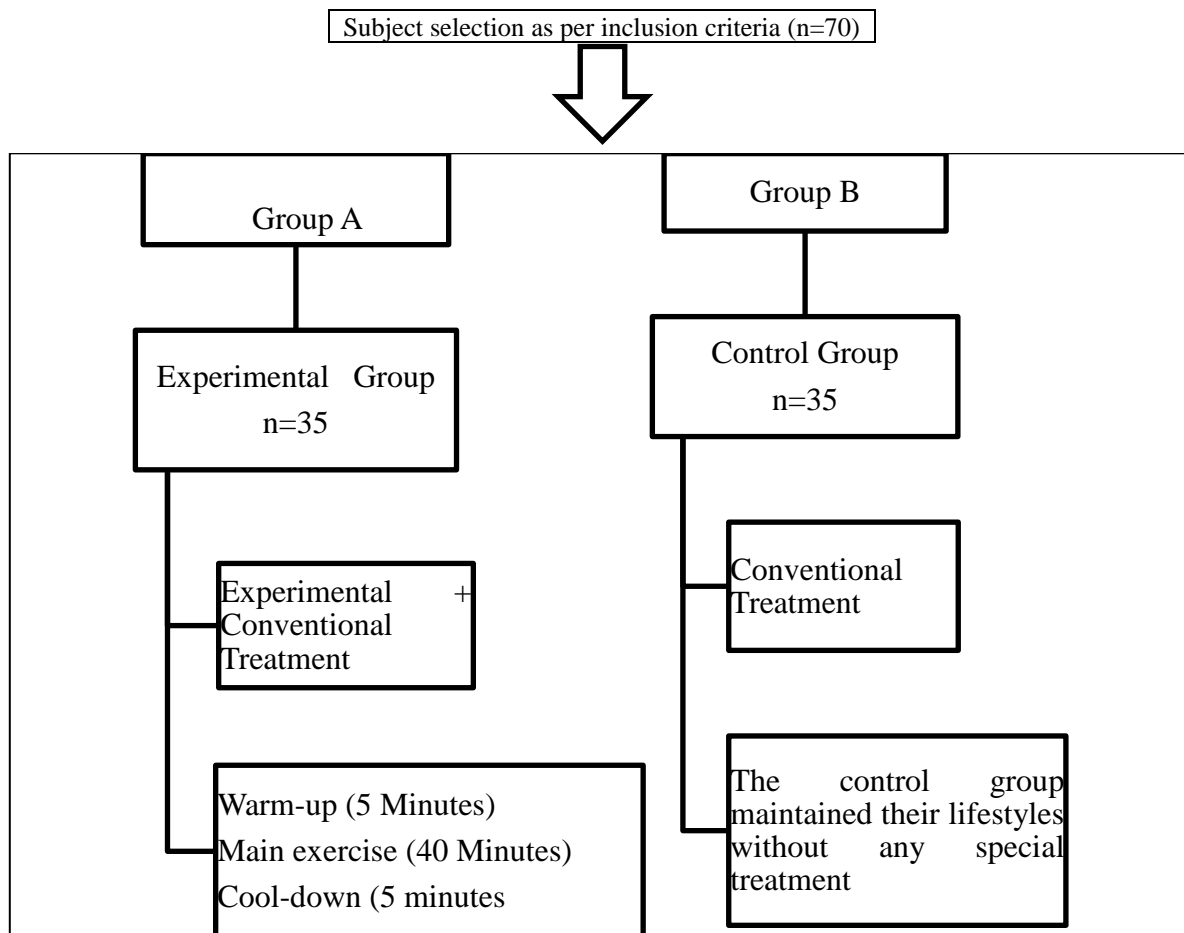 Subject selection as per inclusion criteria (n=70)
Group A
Group B
Experimental Group
n=35
Control Group
n=35
Experimental +
Conventional
Treatment
Conventional
Treatment
Warm-up (5 Minutes)
Main exercise (40 Minutes)
Cool-down (5 minutes
The control group
maintained their lifestyles
without any special
treatment